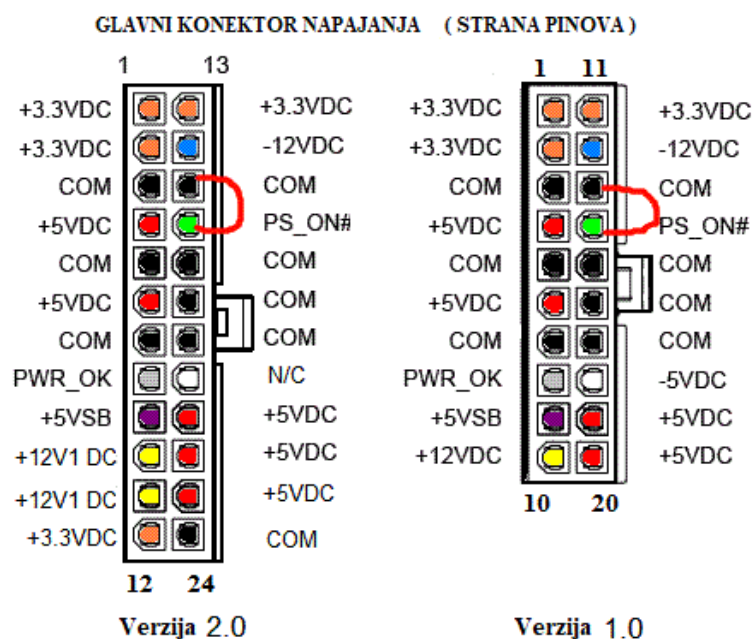 GLAVNI KONEKTOR NAPAJANJA ( STRANA PINOVA )
1 13
+3.3VDC +3.3VDC
+3.3VDC -12VDC
COM COM
+5VDC PS_ON#
COM COM
+5VDC COM
COM COM
PWR_OK N/C
+5VSB +5VDC
+12V1 DC +5VDC
+12V1 DC +5VDC
+3.3VDC COM
12 24
Verzija 2.0
1 11
+3.3VDC +3.3VDC
+3.3VDC -12VDC
COM COM
+5VDC PS_ON#
COM COM
+5VDC COM
COM COM
PWR_OK -5VDC
+5VSB +5VDC
+12VDC +5VDC
10 20
Verzija 1.0